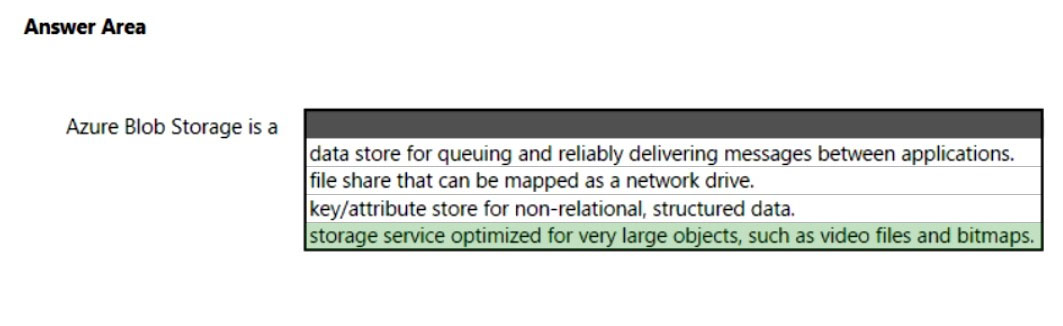 Answer Area
Azure Blob Storage is a
data store for queuing and reliably delivering messages between applications.
file share that can be mapped as a network drive.
key/attribute store for non-relational, structured data.
storage service optimized for very large objects, such as video files and bitmaps.